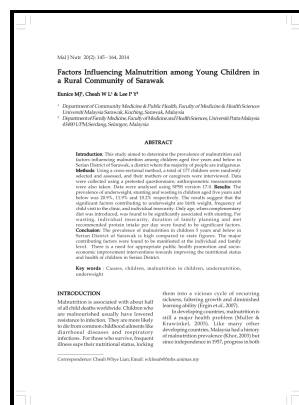 Mal J Nutr 20(2): 145 - 164, 2014
Factors Influencing Malnutrition among Young Children in
a Rural Community of Sarawak
Eunice MJ¹, Cheah W L¹ & Lee P Y²
¹ Department of Community Medicine & Public Health, Faculty of Medicine & Health Sciences
Universiti Malaysia Sarawak, Kuching, Sarawak, Malaysia
² Department of Family Medicine, Faculty of Medicine and Health Sciences, Universiti Putra Malaysia
43400 UPM Serdang, Selangor, Malaysia
ABSTRACT
Introduction: This study aimed to determine the prevalence of malnutrition and
factors influencing malnutrition among children aged five years and below in
Serian District of Sarawak, a district where the majority of people are indigenous.
Methods: Using a cross-sectional method, a total of 177 children were randomly
selected and assessed, and their mothers or caregivers were interviewed. Data
were collected using a pretested questionnaire; anthropometric measurements
were also taken. Data were analysed using SPSS version 17.0. Results: The
prevalence of underweight, stunting and wasting in children aged five years and
below was 20.9%, 11.9% and 10.2% respectively. The results suggest that the
significant factors contributing to underweight are birth weight, frequency of
child visit to the clinic, and individual immunity. Only age, when complementary
diet was introduced, was found to be significantly associated with stunting. For
wasting, individual immunity, duration of family planning and met
recommended protein intake per day were found to be significant factors.
Conclusion: The prevalence of malnutrition in children 5 years and below in
Serian District of Sarawak is high compared to state figures. The major
contributing factors were found to be manifested at the individual and family
level. There is a need for appropriate public health promotion and socio-
economic improvement interventions towards improving the nutritional status
and health of children in Serian District.
Key words : Causes, children, malnutrition in children, undernutrition,
underweight
INTRODUCTION
Malnutrition is associated with about half
of all child deaths worldwide. Children who
are malnourished usually have lowered
resistance to infection. They are more likely
to die from common childhood ailments like
diarrhoeal diseases and respiratory
infections. For those who survive, frequent
illness saps their nutritional status, locking
them into a vicious cycle of recurring
sickness, faltering growth and diminished
learning ability (Ergin et al., 2007).
In developing countries, malnutrition
is still a major health problem (Muller &
Krawinkel, 2005). Like many other
developing countries, Malaysia had a history
of malnutrition prevalence (Khor, 2005) but
since independence in 1957, progress in both
Correspondence: Cheah Whye Lian; Email: wlcheah@fmhs.unimas.my